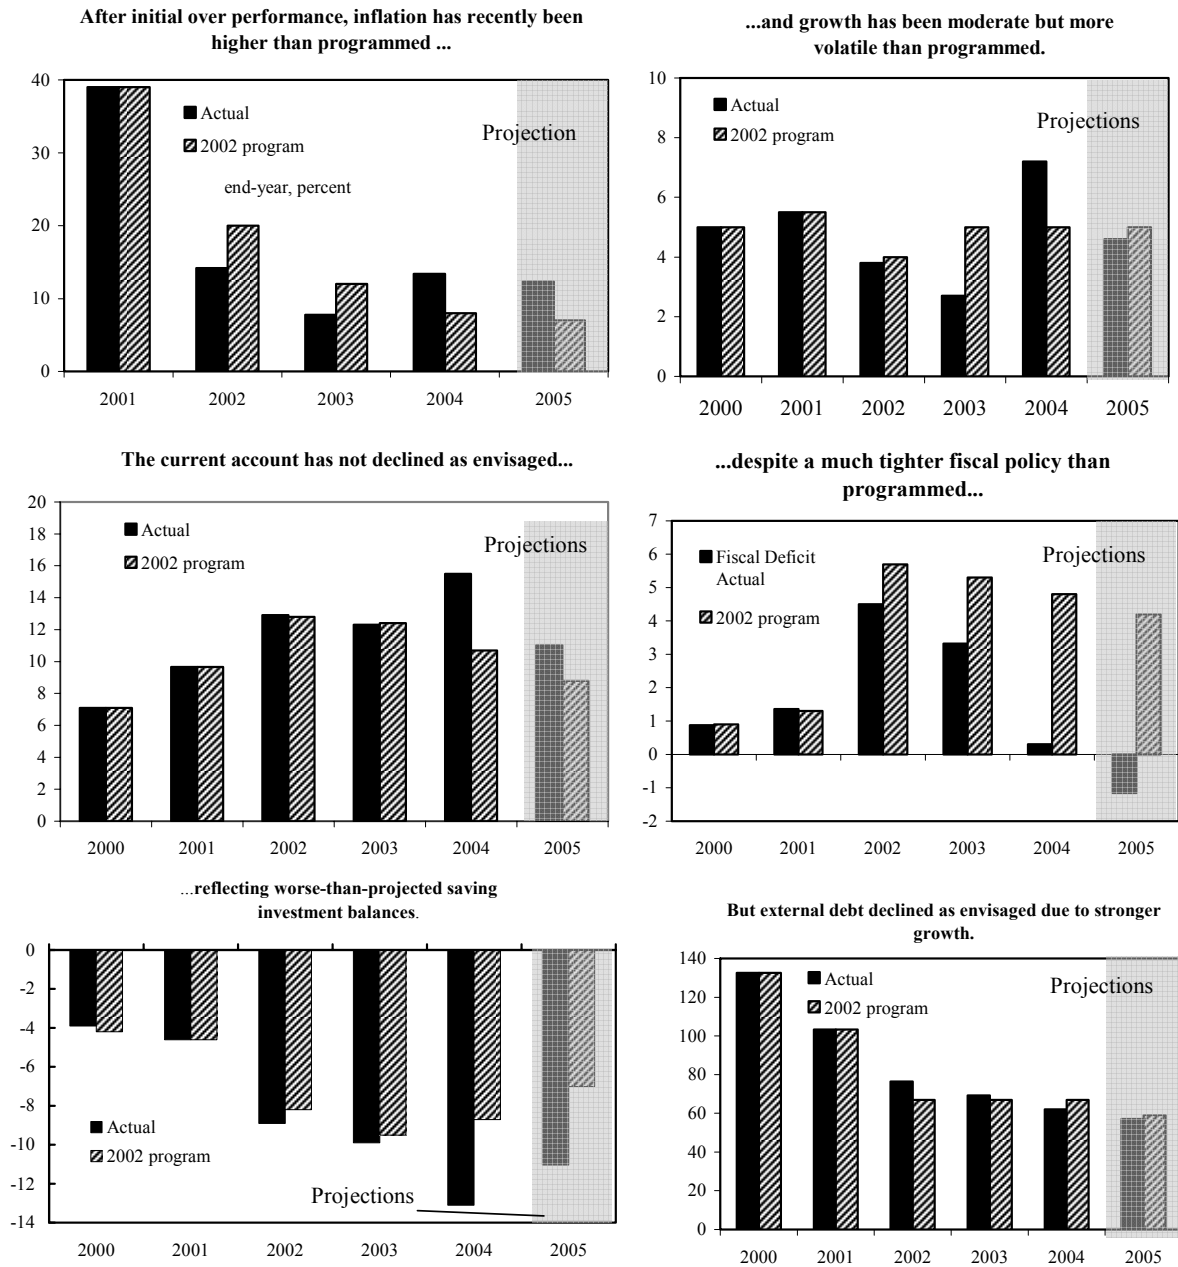 After initial over performance, inflation has recently been
higher than programmed ...
40
30
20
10
0
Actual
2002 program
end-year, percent
Projection
2001 2002 2003 2004 2005
...and growth has been moderate but more
volatile than programmed.
10
8
6
4
2
0
Actual
2002 program
Projections
2000 2001 2002 2003 2004 2005
The current account has not declined as envisaged...
20
18
16
14
12
10
8
6
4
2
0
Actual
2002 program
Projections
2000 2001 2002 2003 2004 2005
...despite a much tighter fiscal policy than
programmed...
7
6
5
4
3
2
1
0
-1
-2
Fiscal Deficit
Actual
2002 program
Projections
2000 2001 2002 2003 2004 2005
...reflecting worse-than-projected saving
investment balances.
0
-2
-4
-6
-8
-10
-12
-14
Actual
2002 program
Projections
2000 2001 2002 2003 2004 2005
But external debt declined as envisaged due to stronger
growth.
140
120
100
80
60
40
20
0
Actual
2002 program
Projections
2000 2001 2002 2003 2004 2005